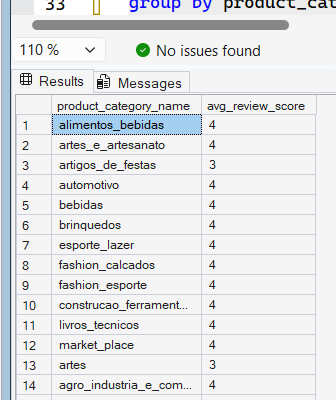 33 group by product_cat
110 %
No issues found
Results Messages
product_category_name avg_review_score
1 alimentos_bebidas 4
2 artes_e_artesanato 4
3 artigos_de_festas 3
4 automotivo 4
5 bebidas 4
6 brinquedos 4
7 esporte_lazer 4
8 fashion_calcados 4
9 fashion_esporte 4
10 construcao_ferrament... 4
11 livros_tecnicos 4
12 market_place 4
13 artes 3
14 agro_industria_e_com... 4